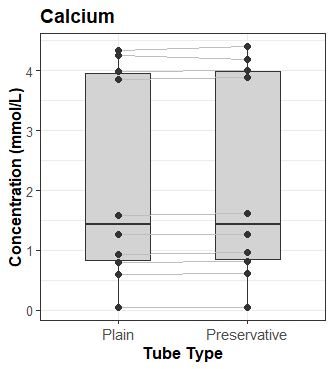 Calcium
Concentration (mmol/L)
4
3
2
1
0
Plain Preservative
Tube Type